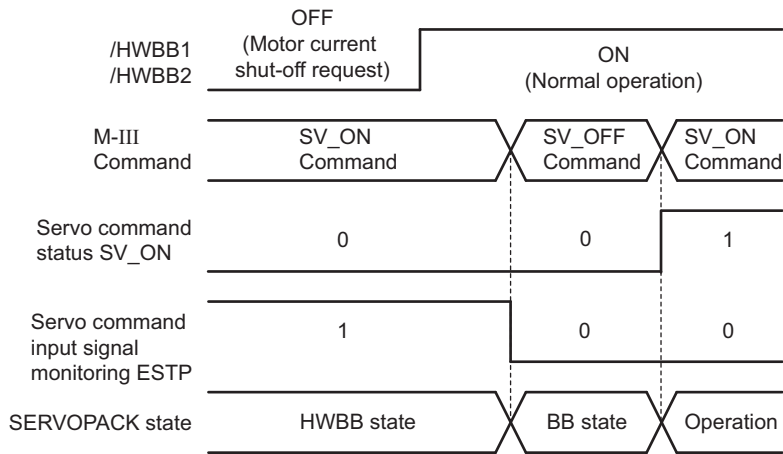 OFF
(Motor current
shut-off request)
/HWBB1
/HWBB2
ON
(Normal operation)
M-III
Command
SV_ON
Command
SV_OFF
Command
SV_ON
Command
Servo command
status SV_ON
0
0
1
Servo command
input signal
monitoring ESTP
1
0
0
SERVOPACK state
HWBB state
BB state
Operation